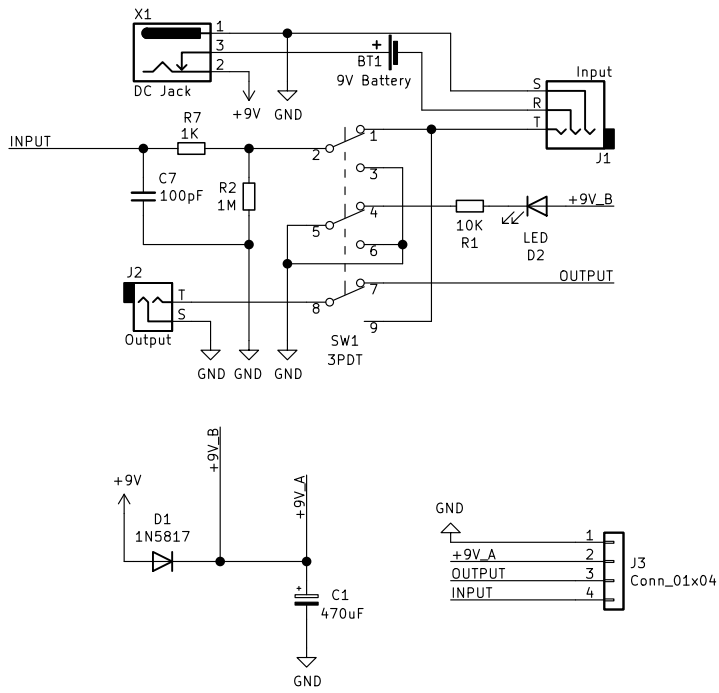 X1
1
3
2
DC Jack
+9V
GND
+
BT1
9V Battery
Input
S
R
T
J1
INPUT
R7
1K
C7
100pF
R2
1M
2
1
3
5
4
6
8
7
9
SW1
3PDT
10K
R1
LED
D2
+9V_B
OUTPUT
J2
T
S
Output
GND
GND
GND
+9V_B
+9V_A
+9V
D1
1N5817
+
C1
470uF
GND
GND
1
+9V_A 2
OUTPUT 3
INPUT 4
J3
Conn_01x04